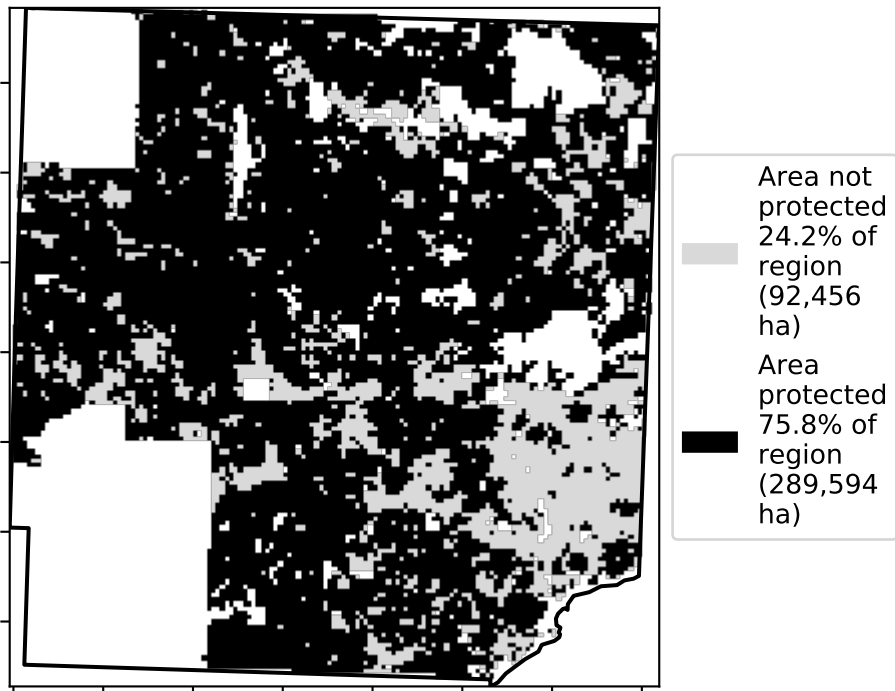 Area not
protected
24.2% of
region
(92,456
ha)
Area
protected
75.8% of
region
(289,594
ha)